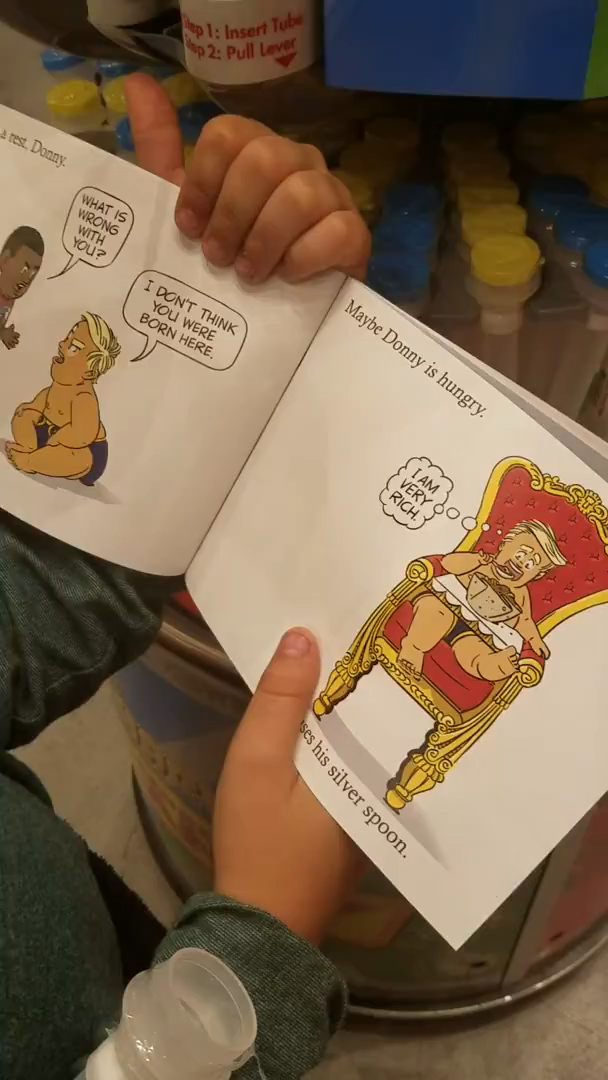 Step 1: Insert Tube
Step 2: Pull Lever
a rest, Donny.
WHAT IS
WRONG
WITH
YOU?
I DON'T THINK
YOU WERE
BORN HERE.
Maybe Donny is hungry.
I AM
VERY
RICH.
his silver spoon.